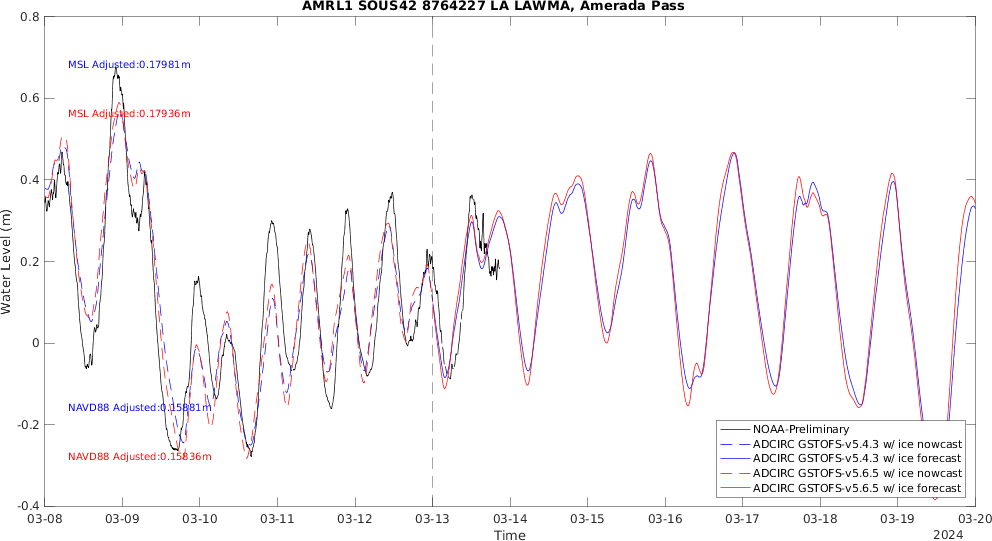 AMRL1 SOUS42 8764227 LA LAWMA, Amerada Pass
Water Level (m)
0.8
0.6
0.4
0.2
0
-0.2
-0.4
MSL Adjusted:0.17981m
MSL Adjusted:0.17936m
NAVD88 Adjusted:0.15881m
NAVD88 Adjusted:0.15836m
NOAA-Preliminary
ADCIRC GSTOFS-v5.4.3 w/ ice nowcast
ADCIRC GSTOFS-v5.4.3 w/ ice forecast
ADCIRC GSTOFS-v5.6.5 w/ ice nowcast
ADCIRC GSTOFS-v5.6.5 w/ ice forecast
03-08 03-09 03-10 03-11 03-12 03-13 03-14 03-15 03-16 03-17 03-18 03-19 03-20
Time
2024